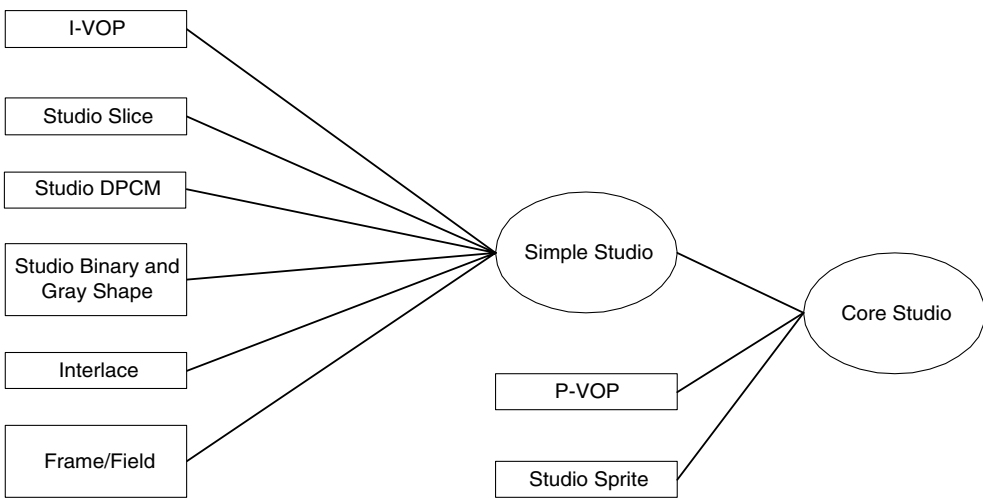 I-VOP
Studio Slice
Studio DPCM
Studio Binary and
Gray Shape
Interlace
Frame/Field
Simple Studio
P-VOP
Studio Sprite
Core Studio